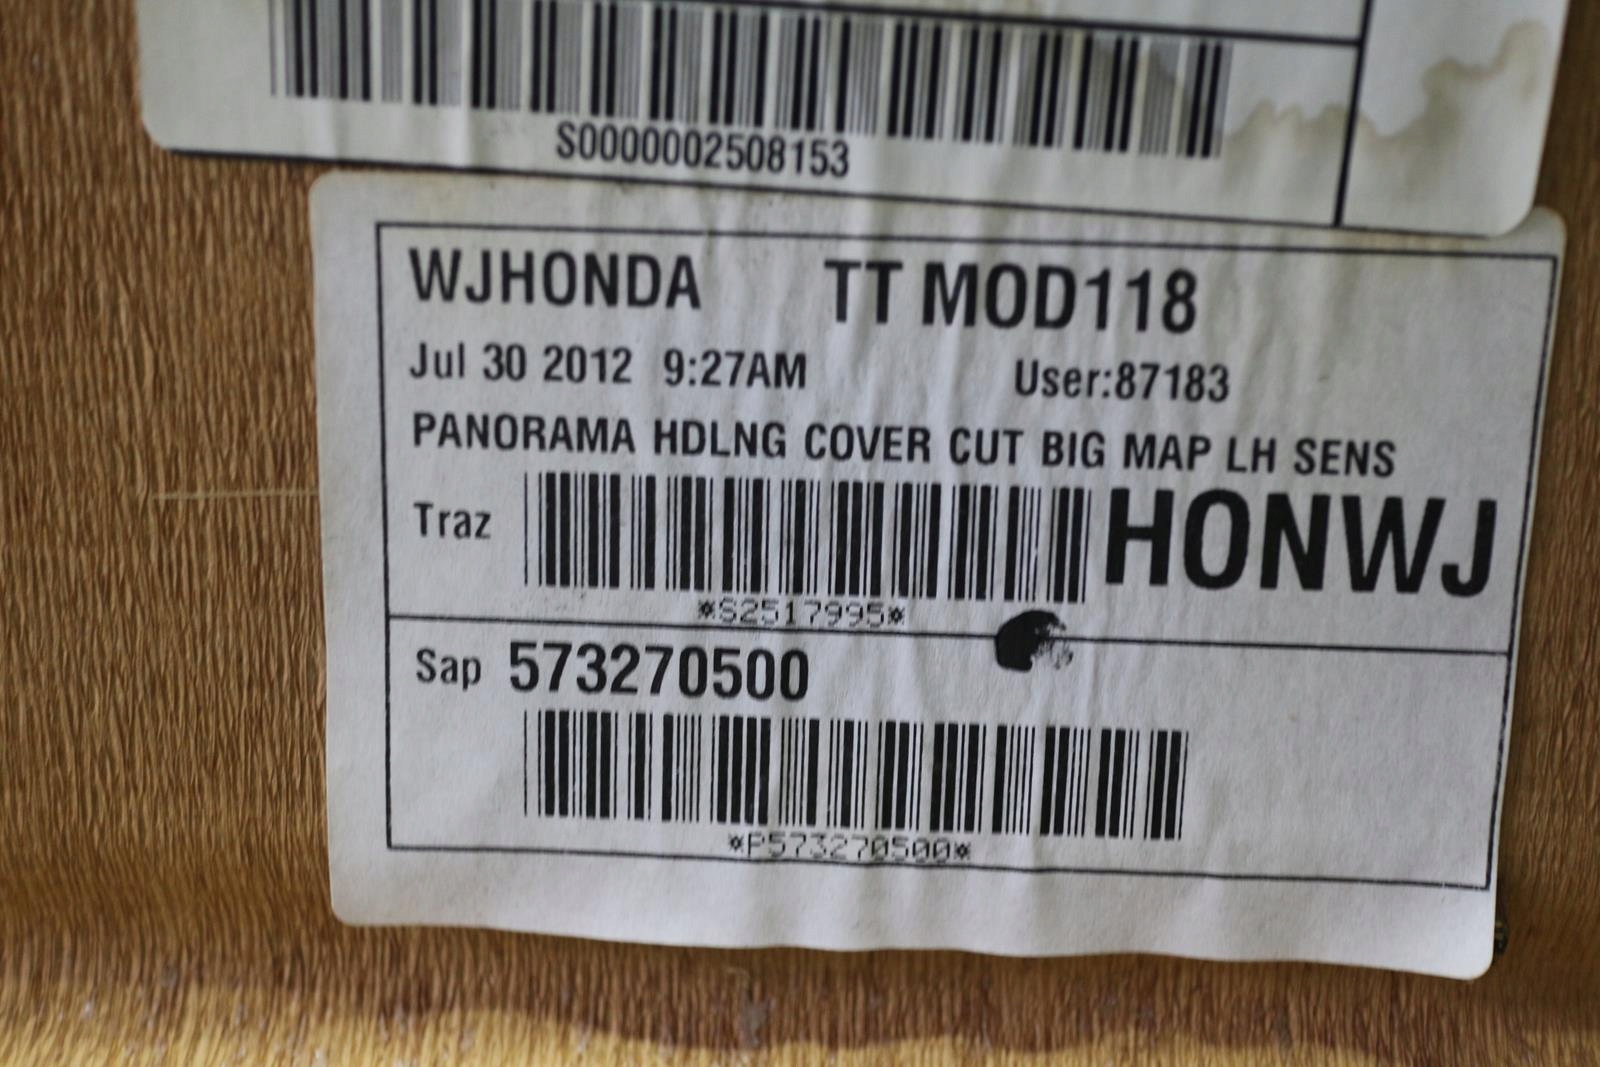 S0000002508153
WJHONDA TT MOD118
Jul 30 2012 9:27AM User:87183
PANORAMA HDLNG COVER CUT BIG MAP LH SENS
Traz HONWJ
*S2517995*
Sap 573270500
*P573270500*